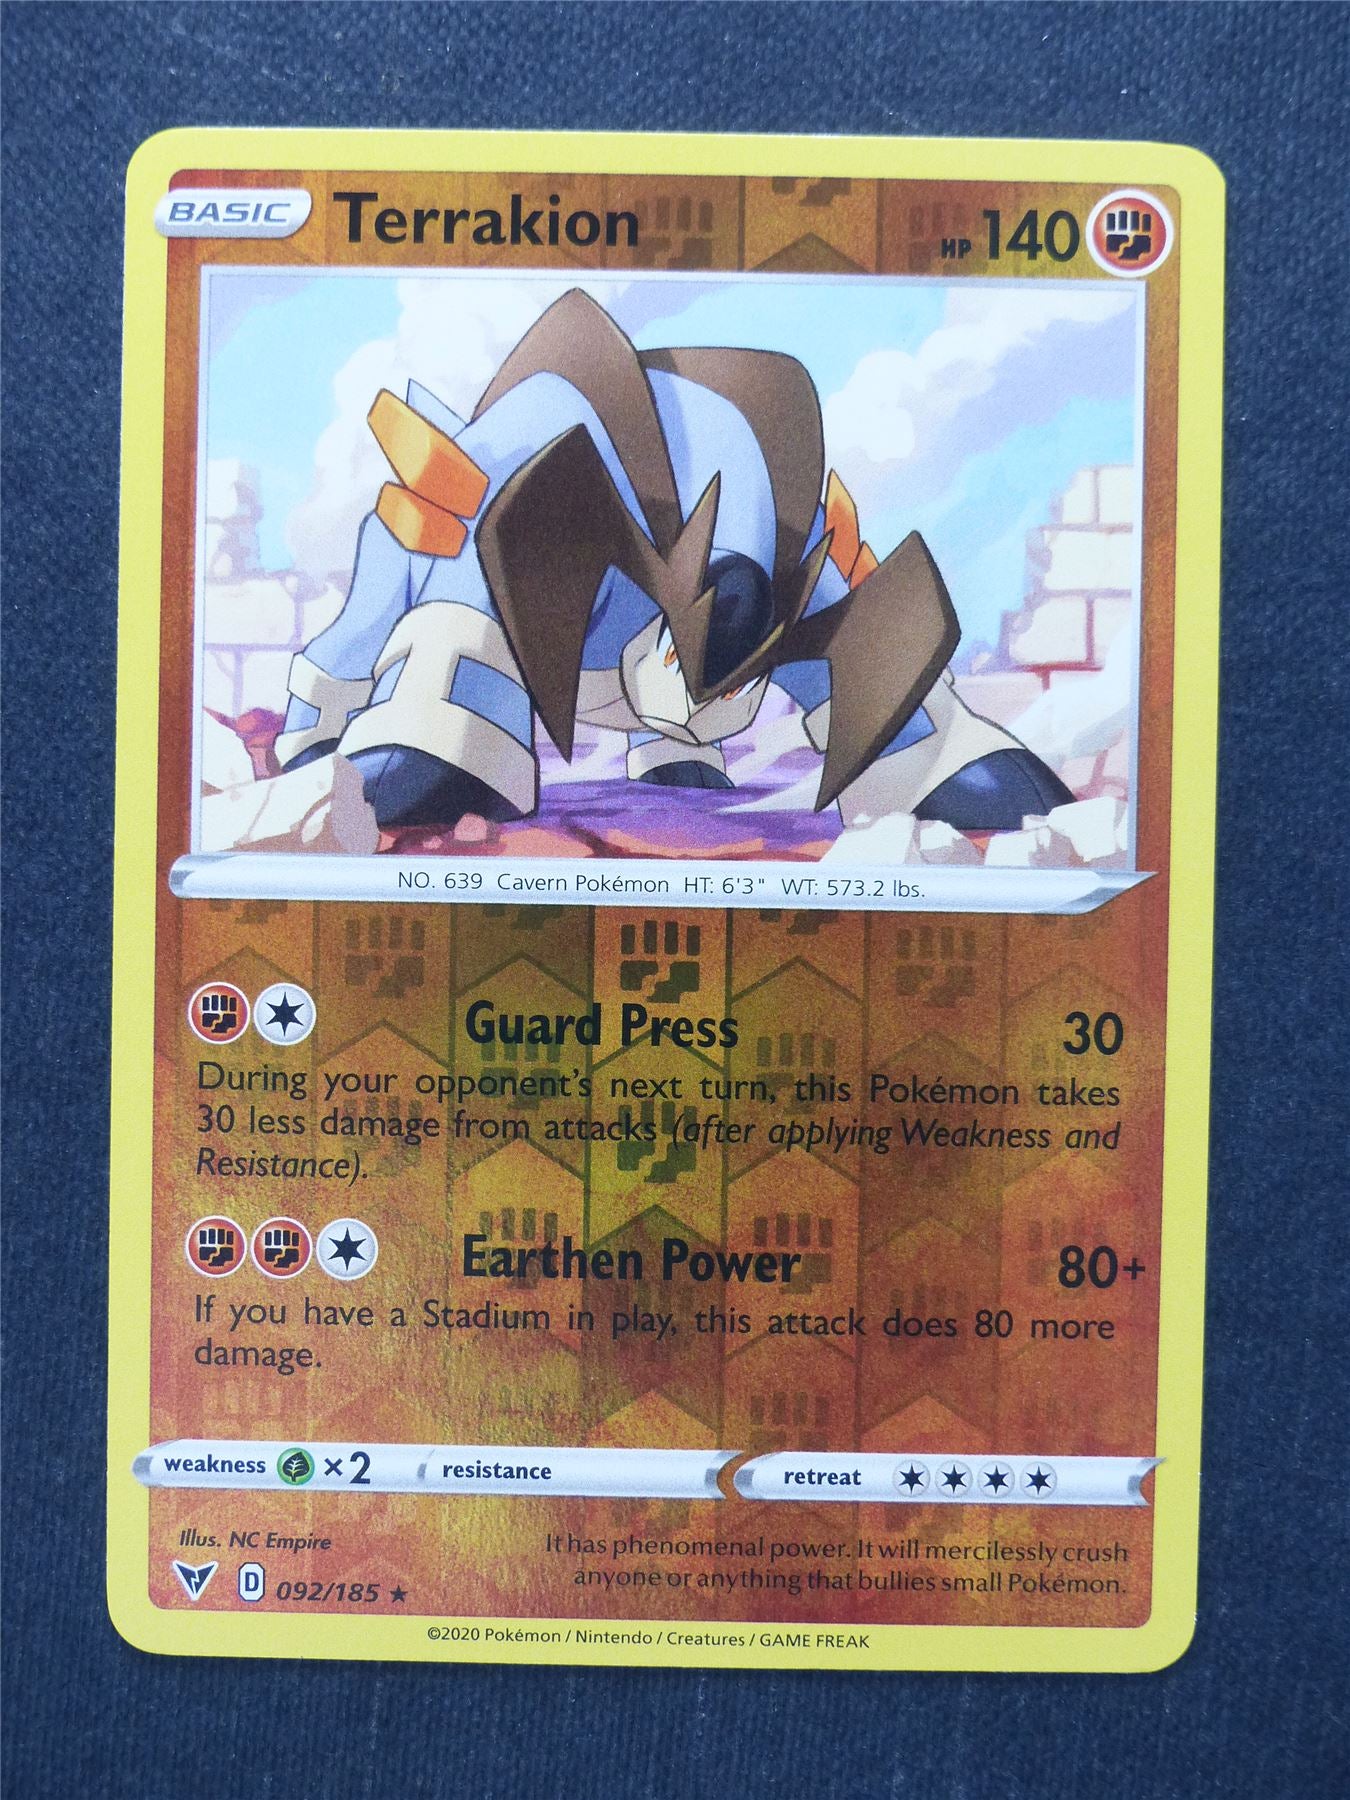 BASIC Terrakion HP 140
NO. 639 Cavern Pokémon HT: 6'3" WT: 573.2 lbs.
Guard Press 30
During your opponent's next turn, this Pokémon takes
30 less damage from attacks (after applying Weakness and
Resistance).
Earthen Power 80+
If you have a Stadium in play, this attack does 80 more
damage.
weakness ×2 resistance retreat
Illus. NC Empire
It has phenomenal power. It will mercilessly crush
anyone or anything that bullies small Pokémon.
D 092/185 ★
©2020 Pokémon / Nintendo / Creatures / GAME FREAK